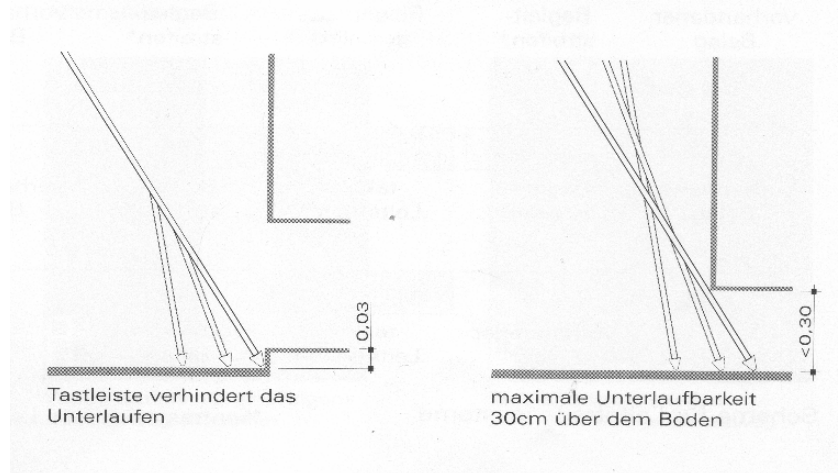 0,03
<0,30
Tastleiste verhindert das
Unterlaufen
maximale Unterlaufbarkeit
30cm über dem Boden